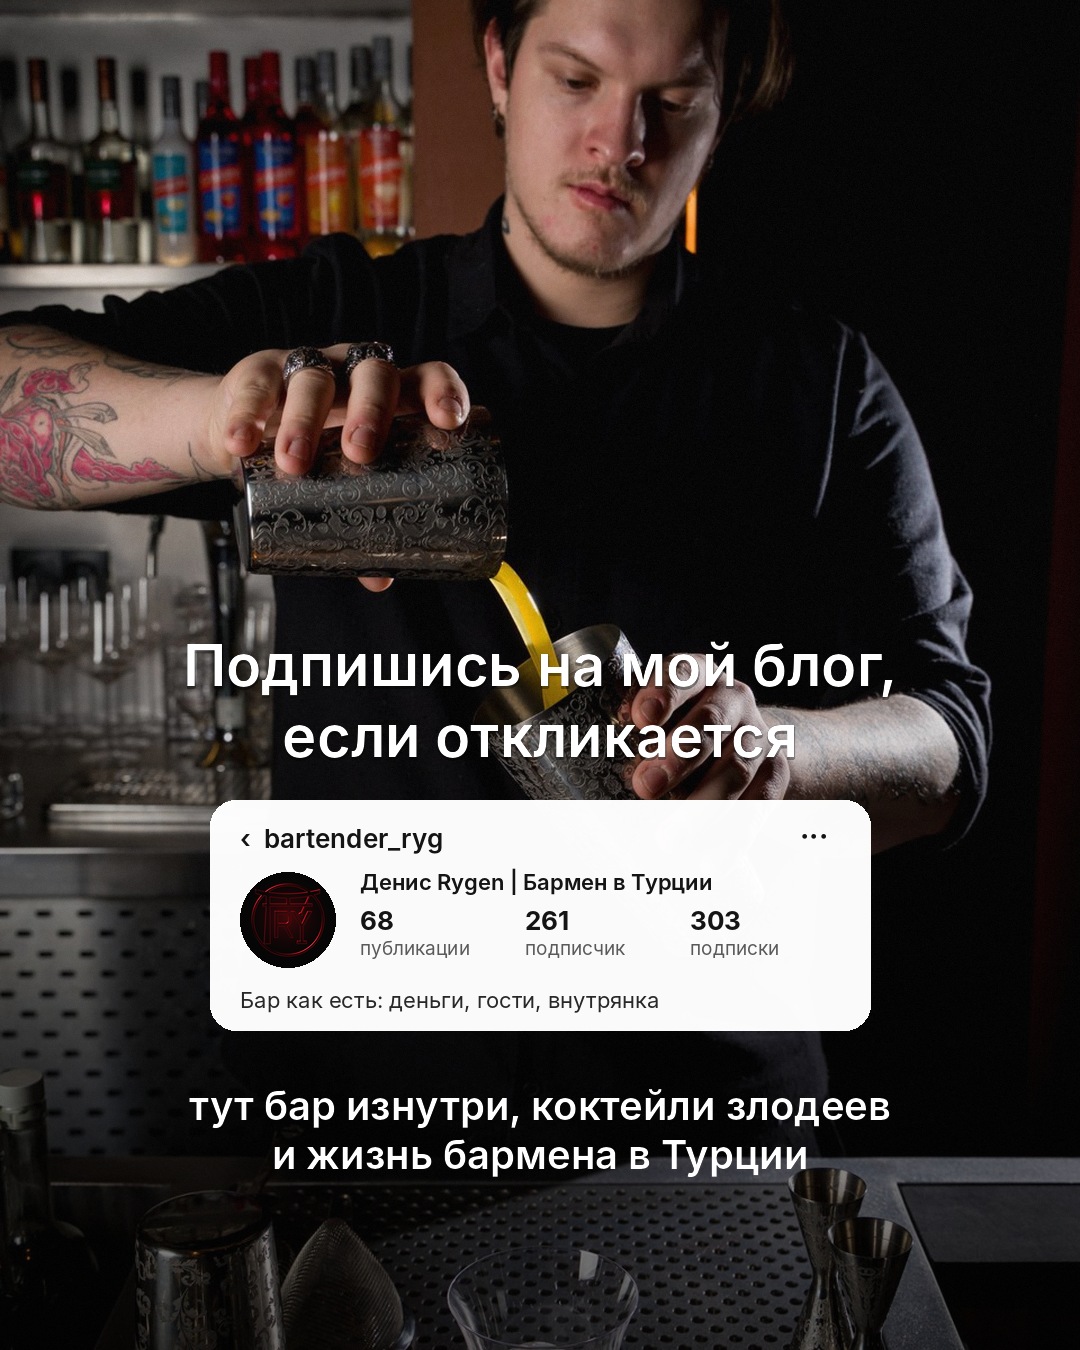 Подпишись на мой блог,
если откликается
‹ bartender_ryg ...
Денис Rygen | Бармен в Турции
68 261 303
публикации подписчик подписки
Бар как есть: деньги, гости, внутрянка
тут бар изнутри, коктейли злодеев
и жизнь бармена в Турции